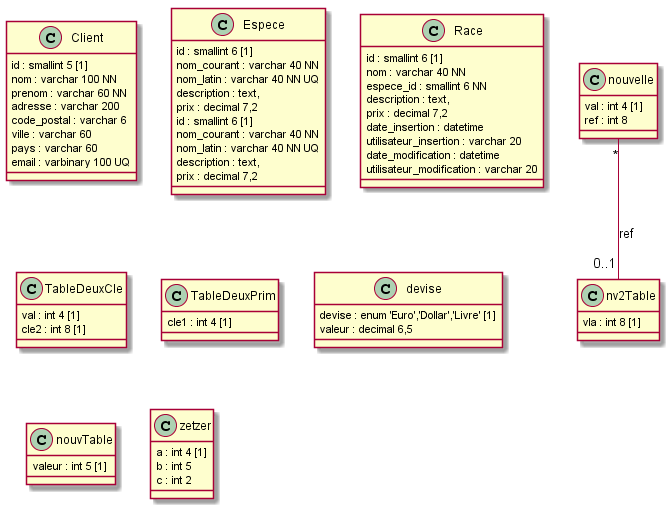 C Client
id : smallint 5 [1]
nom : varchar 100 NN
prenom : varchar 60 NN
adresse : varchar 200
code_postal : varchar 6
ville : varchar 60
pays : varchar 60
email : varbinary 100 UQ
C Espece
id : smallint 6 [1]
nom_courant : varchar 40 NN
nom_latin : varchar 40 NN UQ
description : text,
prix : decimal 7,2
id : smallint 6 [1]
nom_courant : varchar 40 NN
nom_latin : varchar 40 NN UQ
description : text,
prix : decimal 7,2
C Race
id : smallint 6 [1]
nom : varchar 40 NN
espece_id : smallint 6 NN
description : text,
prix : decimal 7,2
date_insertion : datetime
utilisateur_insertion : varchar 20
date_modification : datetime
utilisateur_modification : varchar 20
C nouvelle
val : int 4 [1]
ref : int 8
*
ref
0..1
C TableDeuxCle
val : int 4 [1]
cle2 : int 8 [1]
C TableDeuxPrim
cle1 : int 4 [1]
C devise
devise : enum 'Euro','Dollar','Livre' [1]
valeur : decimal 6,5
C nv2Table
vla : int 8 [1]
C nouvTable
valeur : int 5 [1]
C zetzer
a : int 4 [1]
b : int 5
c : int 2